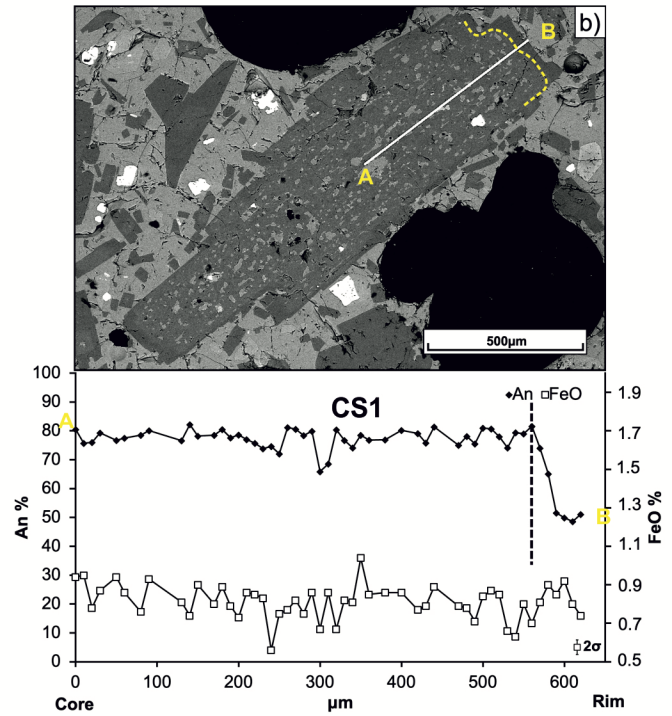 b)
B
A
500µm
CS1
An FeO
A
B
An %
100
90
80
70
60
50
40
30
20
10
0
FeO %
1.9
1.7
1.5
1.3
1.1
0.9
0.7
0.5
2σ
0 100 200 300 400 500 600
Core µm Rim